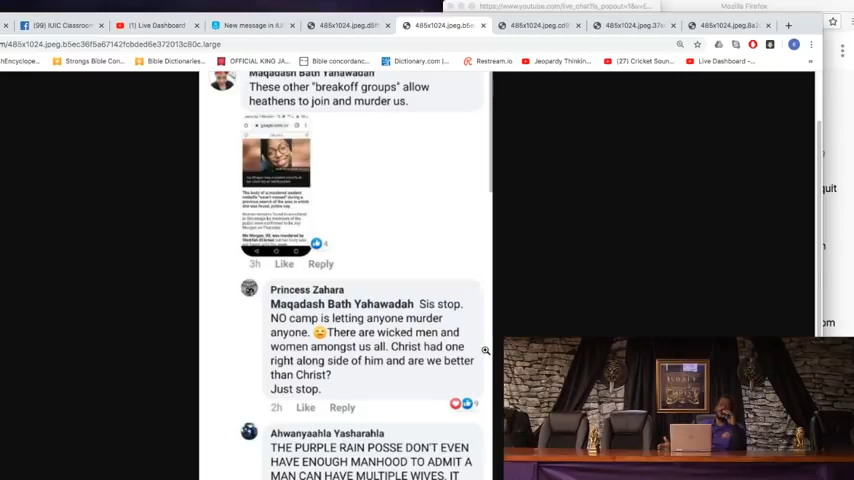 Mozilla Firefox
https://www.youtube.com/live_chat?is_popout=1&v=E...
(99) IUIC Classroom
(1) Live Dashboard
New message in IUI
485x1024.jpeg.d5f
485x1024.jpeg.b5e
485x1024.jpeg.cd9
485x1024.jpeg.37e
485x1024.jpeg.8a2
/485x1024.jpeg.b5ec36f5a67142fcbded6e372013c80c.large
Encyclope...
Strongs Bible Con...
Bible Dictionaries...
OFFICIAL KING JA...
Bible concordanc...
Dictionary.com |...
Restream.io
Jeopardy Thinkin...
(27) Cricket Soun...
Live Dashboard -...
Maqadash Bath Yahawadah
These other "breakoff groups" allow
heathens to join and murder us.
4
3h Like Reply
Princess Zahara
Maqadash Bath Yahawadah Sis stop.
NO camp is letting anyone murder
anyone. 😒There are wicked men and
women amongst us all. Christ had one
right along side of him and are we better
than Christ?
Just stop.
2h Like Reply
9
Ahwanyaahla Yasharahla
THE PURPLE RAIN POSSE DON'T EVEN
HAVE ENOUGH MANHOOD TO ADMIT A
MAN CAN HAVE MULTIPLE WIVES. IT
quit
om